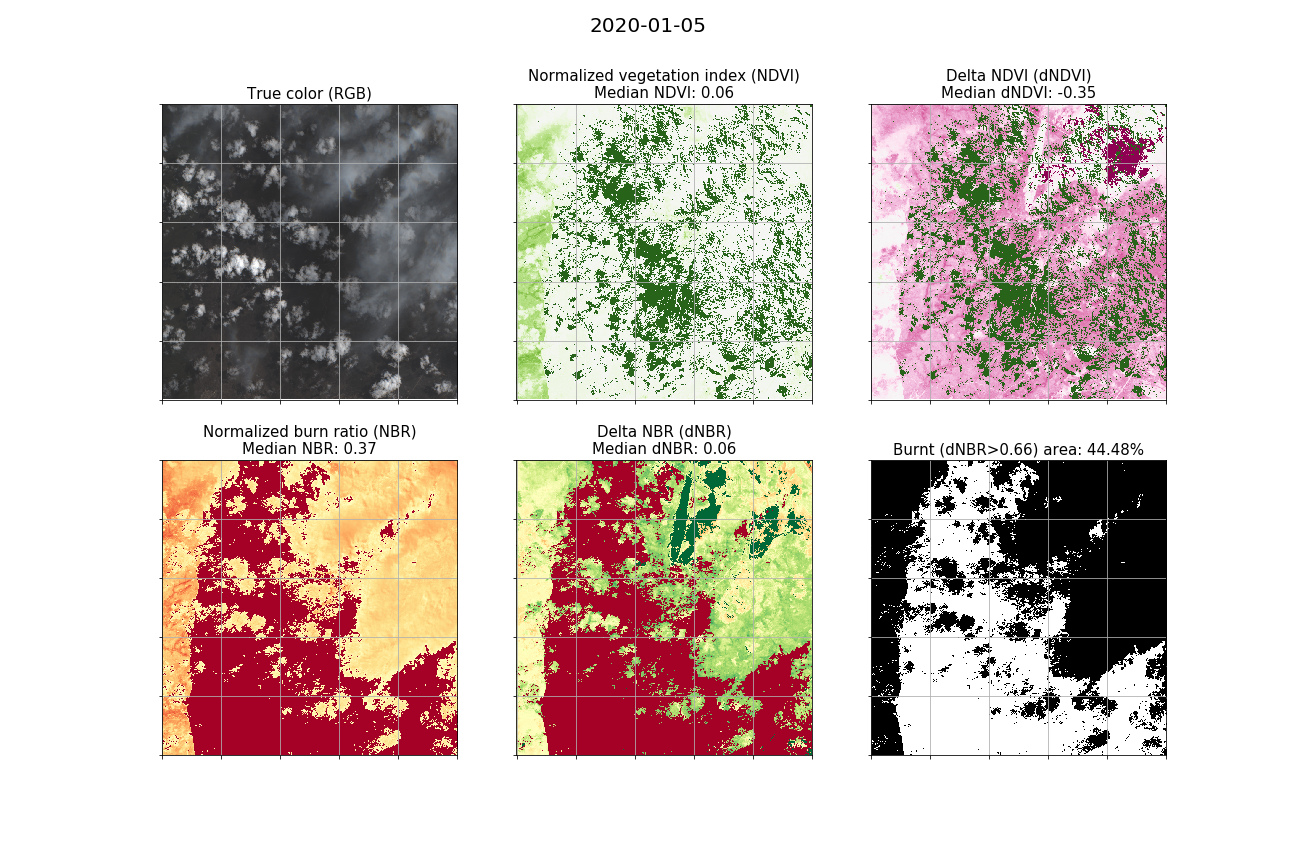 2020-01-05
True color (RGB)
Normalized vegetation index (NDVI)
Median NDVI: 0.06
Delta NDVI (dNDVI)
Median dNDVI: -0.35
Normalized burn ratio (NBR)
Median NBR: 0.37
Delta NBR (dNBR)
Median dNBR: 0.06
Burnt (dNBR>0.66) area: 44.48%